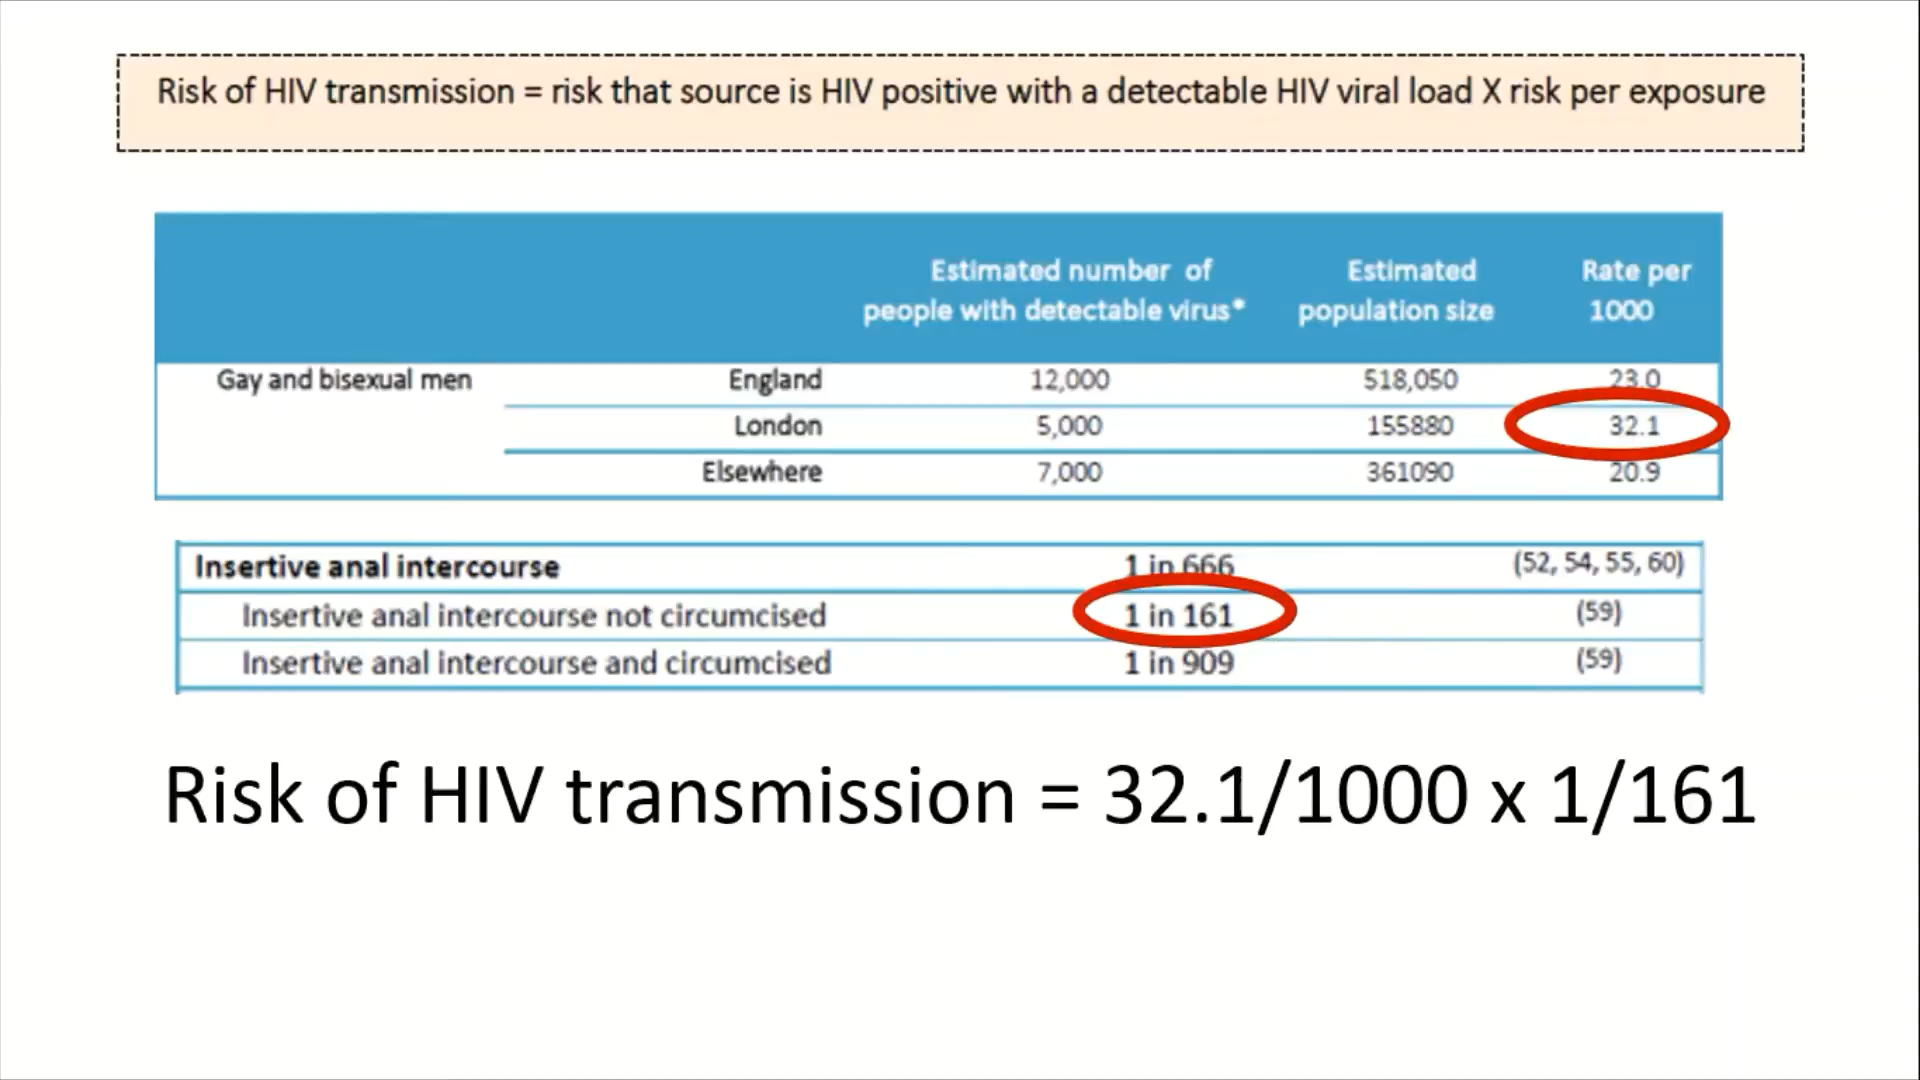 Risk of HIV transmission = risk that source is HIV positive with a detectable HIV viral load X risk per exposure
Estimated number of people with detectable virus* Estimated population size Rate per 1000
Gay and bisexual men England 12,000 518,050 23.0
London 5,000 155880 32.1
Elsewhere 7,000 361090 20.9
Insertive anal intercourse 1 in 666 (52, 54, 55, 60)
Insertive anal intercourse not circumcised 1 in 161 (59)
Insertive anal intercourse and circumcised 1 in 909 (59)
Risk of HIV transmission = 32.1/1000 x 1/161